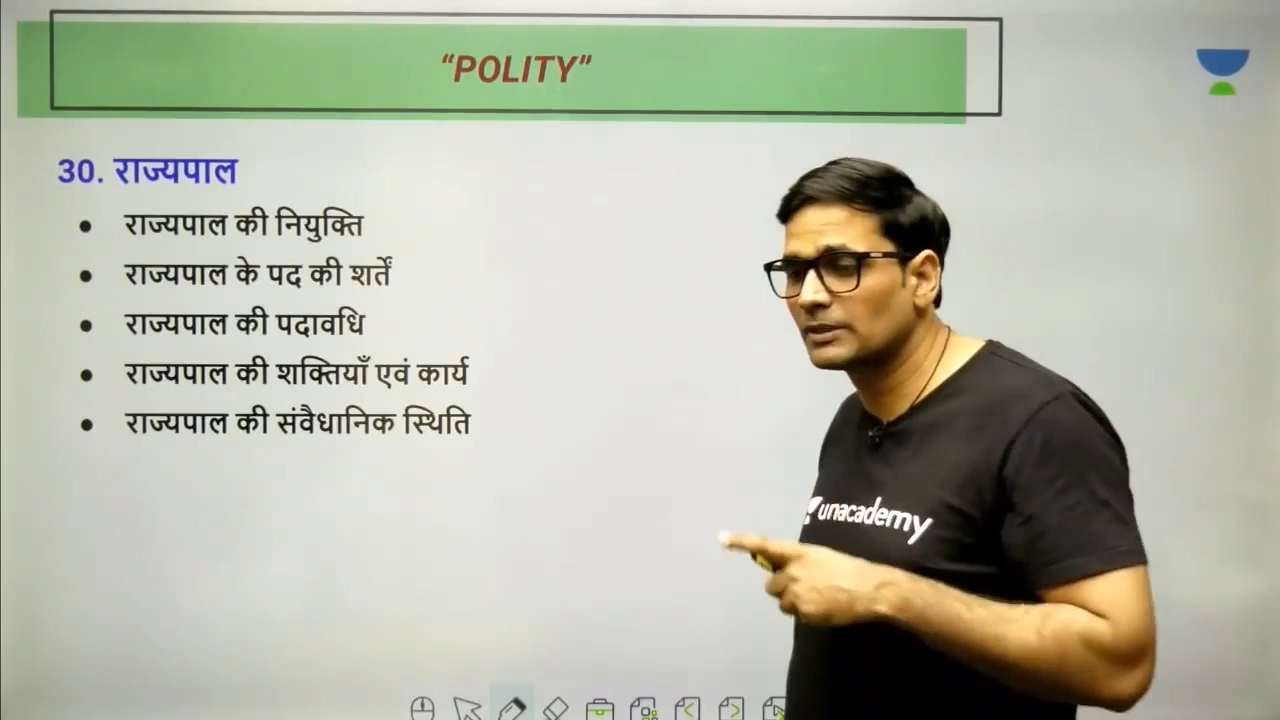 “POLITY”
30. राज्यपाल
• राज्यपाल की नियुक्ति
• राज्यपाल के पद की शर्तें
• राज्यपाल की पदावधि
• राज्यपाल की शक्तियाँ एवं कार्य
• राज्यपाल की संवैधानिक स्थिति
unacademy